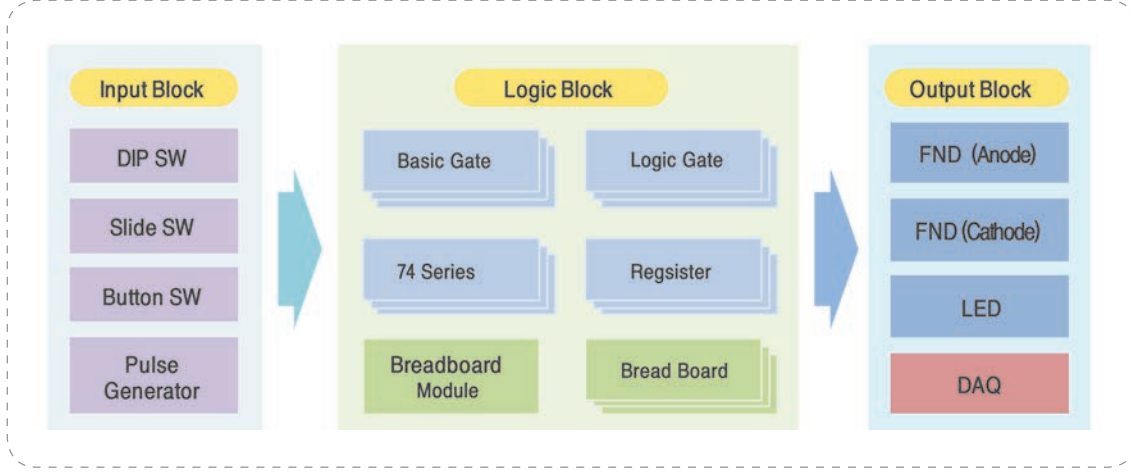 Input Block
DIP SW
Slide SW
Button SW
Pulse
Generator
Logic Block
Basic Gate
Logic Gate
74 Series
Regsister
Breadboard
Module
Bread Board
Output Block
FND (Anode)
FND (Cathode)
LED
DAQ